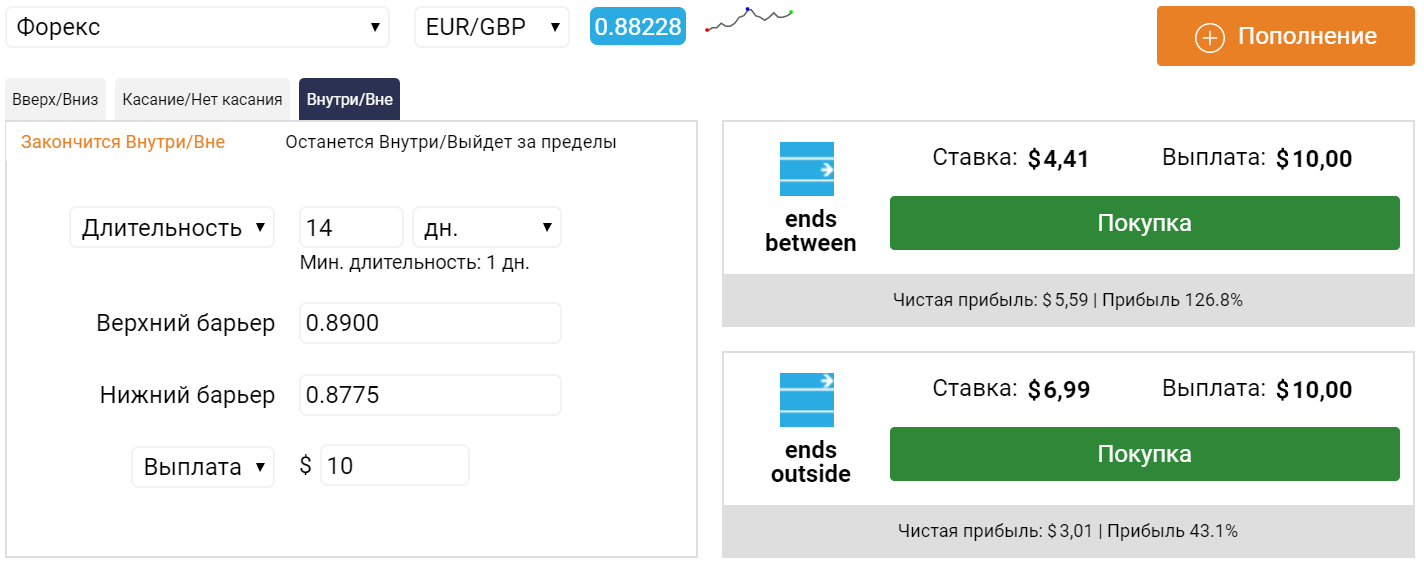 Форекс ▼ EUR/GBP ▼ 0.88228
Пополнение
Вверх/Вниз Касание/Нет касания Внутри/Вне
Закончится Внутри/Вне Останется Внутри/Выйдет за пределы
Длительность ▼ 14 дн. ▼
Мин. длительность: 1 дн.
Верхний барьер 0.8900
Нижний барьер 0.8775
Выплата ▼ $ 10
ends
between
Ставка: $4,41 Выплата: $10,00
Покупка
Чистая прибыль: $5,59 | Прибыль 126.8%
ends
outside
Ставка: $6,99 Выплата: $10,00
Покупка
Чистая прибыль: $3,01 | Прибыль 43.1%